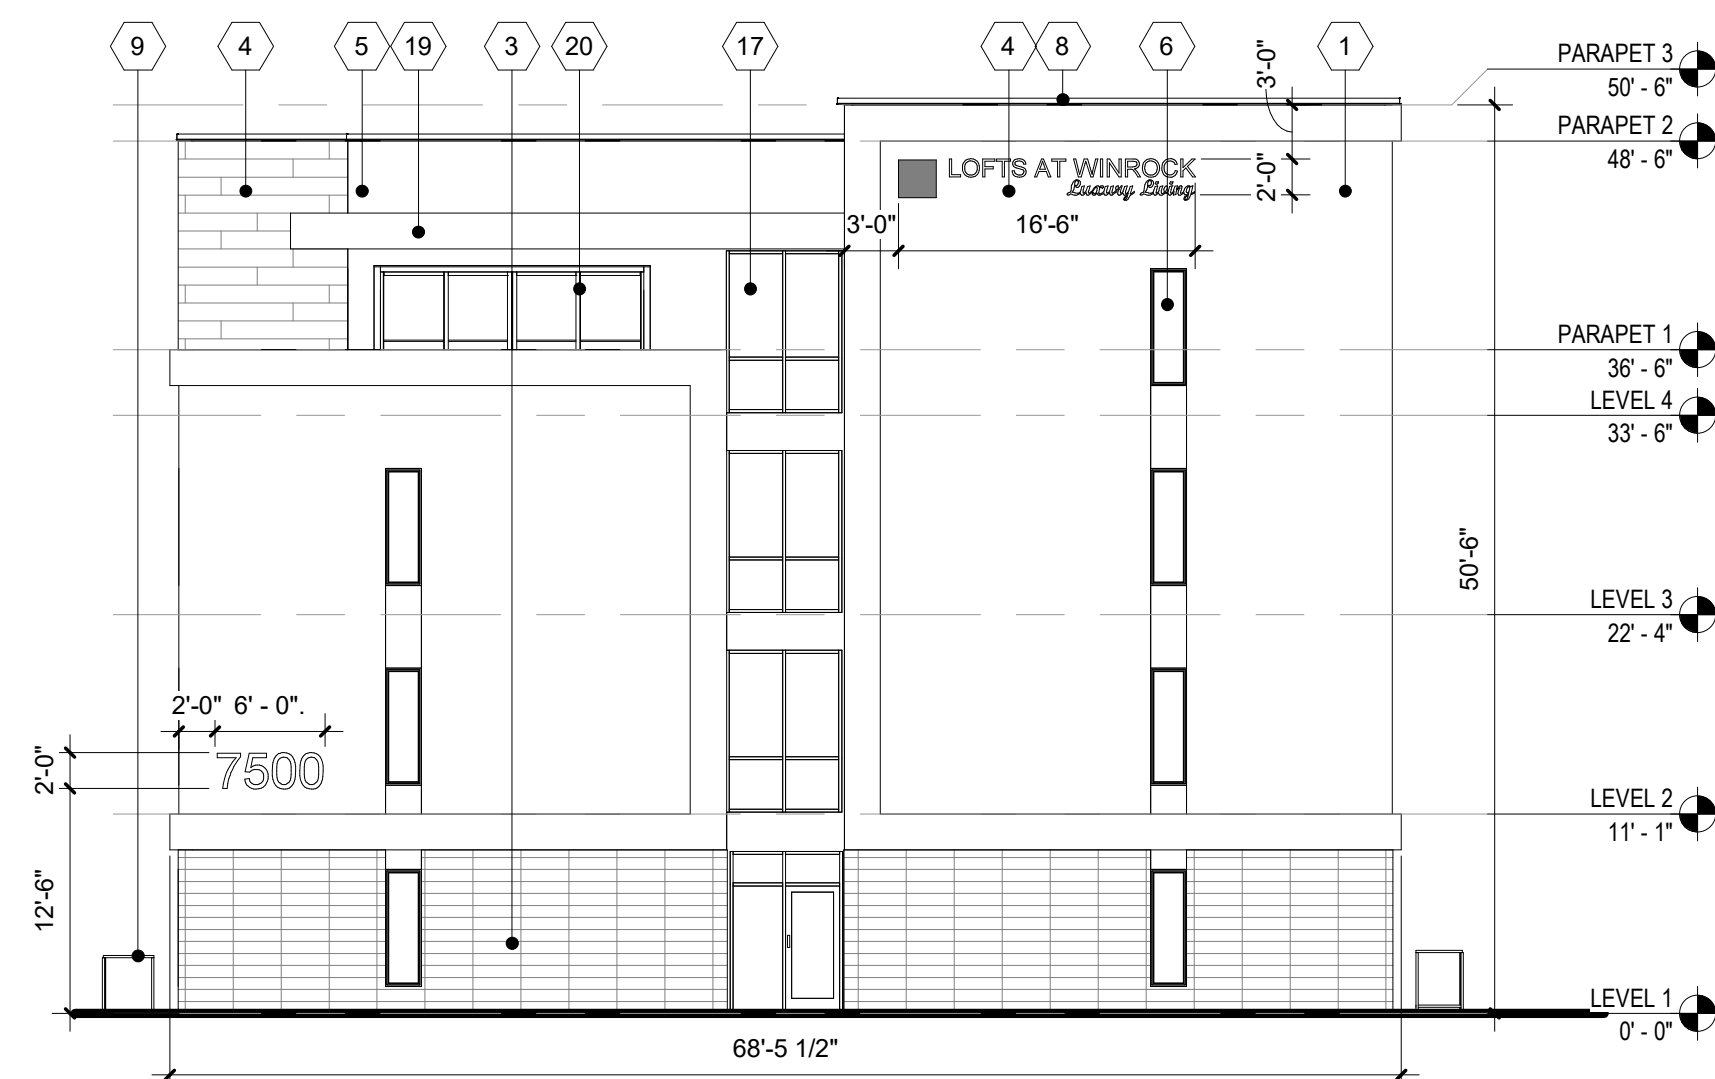 9 4 5 19 3 20 17 4 8 6 1
PARAPET 3
50' - 6"
PARAPET 2
48' - 6"
3'-0"
LOFTS AT WINROCK
Luxury Living
2'-0"
3'-0" 16'-6"
PARAPET 1
36' - 6"
LEVEL 4
33' - 6"
50'-6"
LEVEL 3
22' - 4"
2'-0" 6' - 0".
2'-0"
7500
LEVEL 2
11' - 1"
12'-6"
LEVEL 1
0' - 0"
68'-5 1/2"